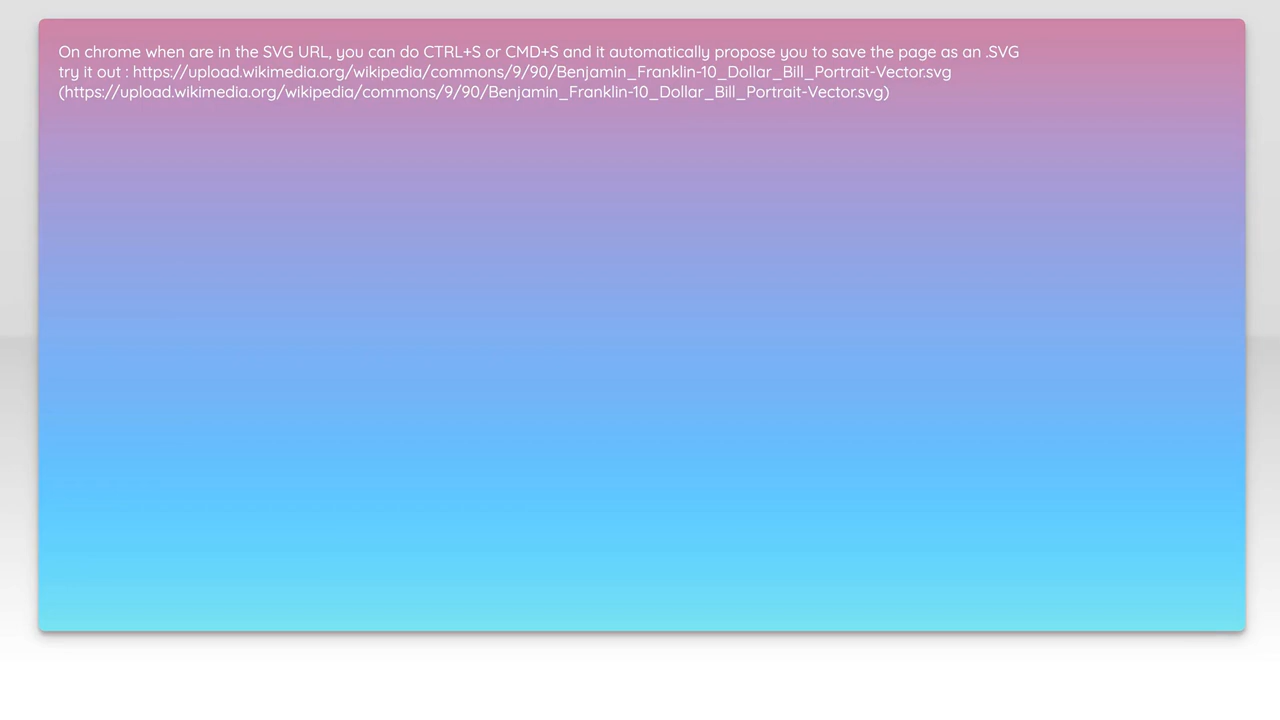 On chrome when are in the SVG URL, you can do CTRL+S or CMD+S and it automatically propose you to save the page as an .SVG
try it out : https://upload.wikimedia.org/wikipedia/commons/9/90/Benjamin_Franklin-10_Dollar_Bill_Portrait-Vector.svg
(https://upload.wikimedia.org/wikipedia/commons/9/90/Benjamin_Franklin-10_Dollar_Bill_Portrait-Vector.svg)